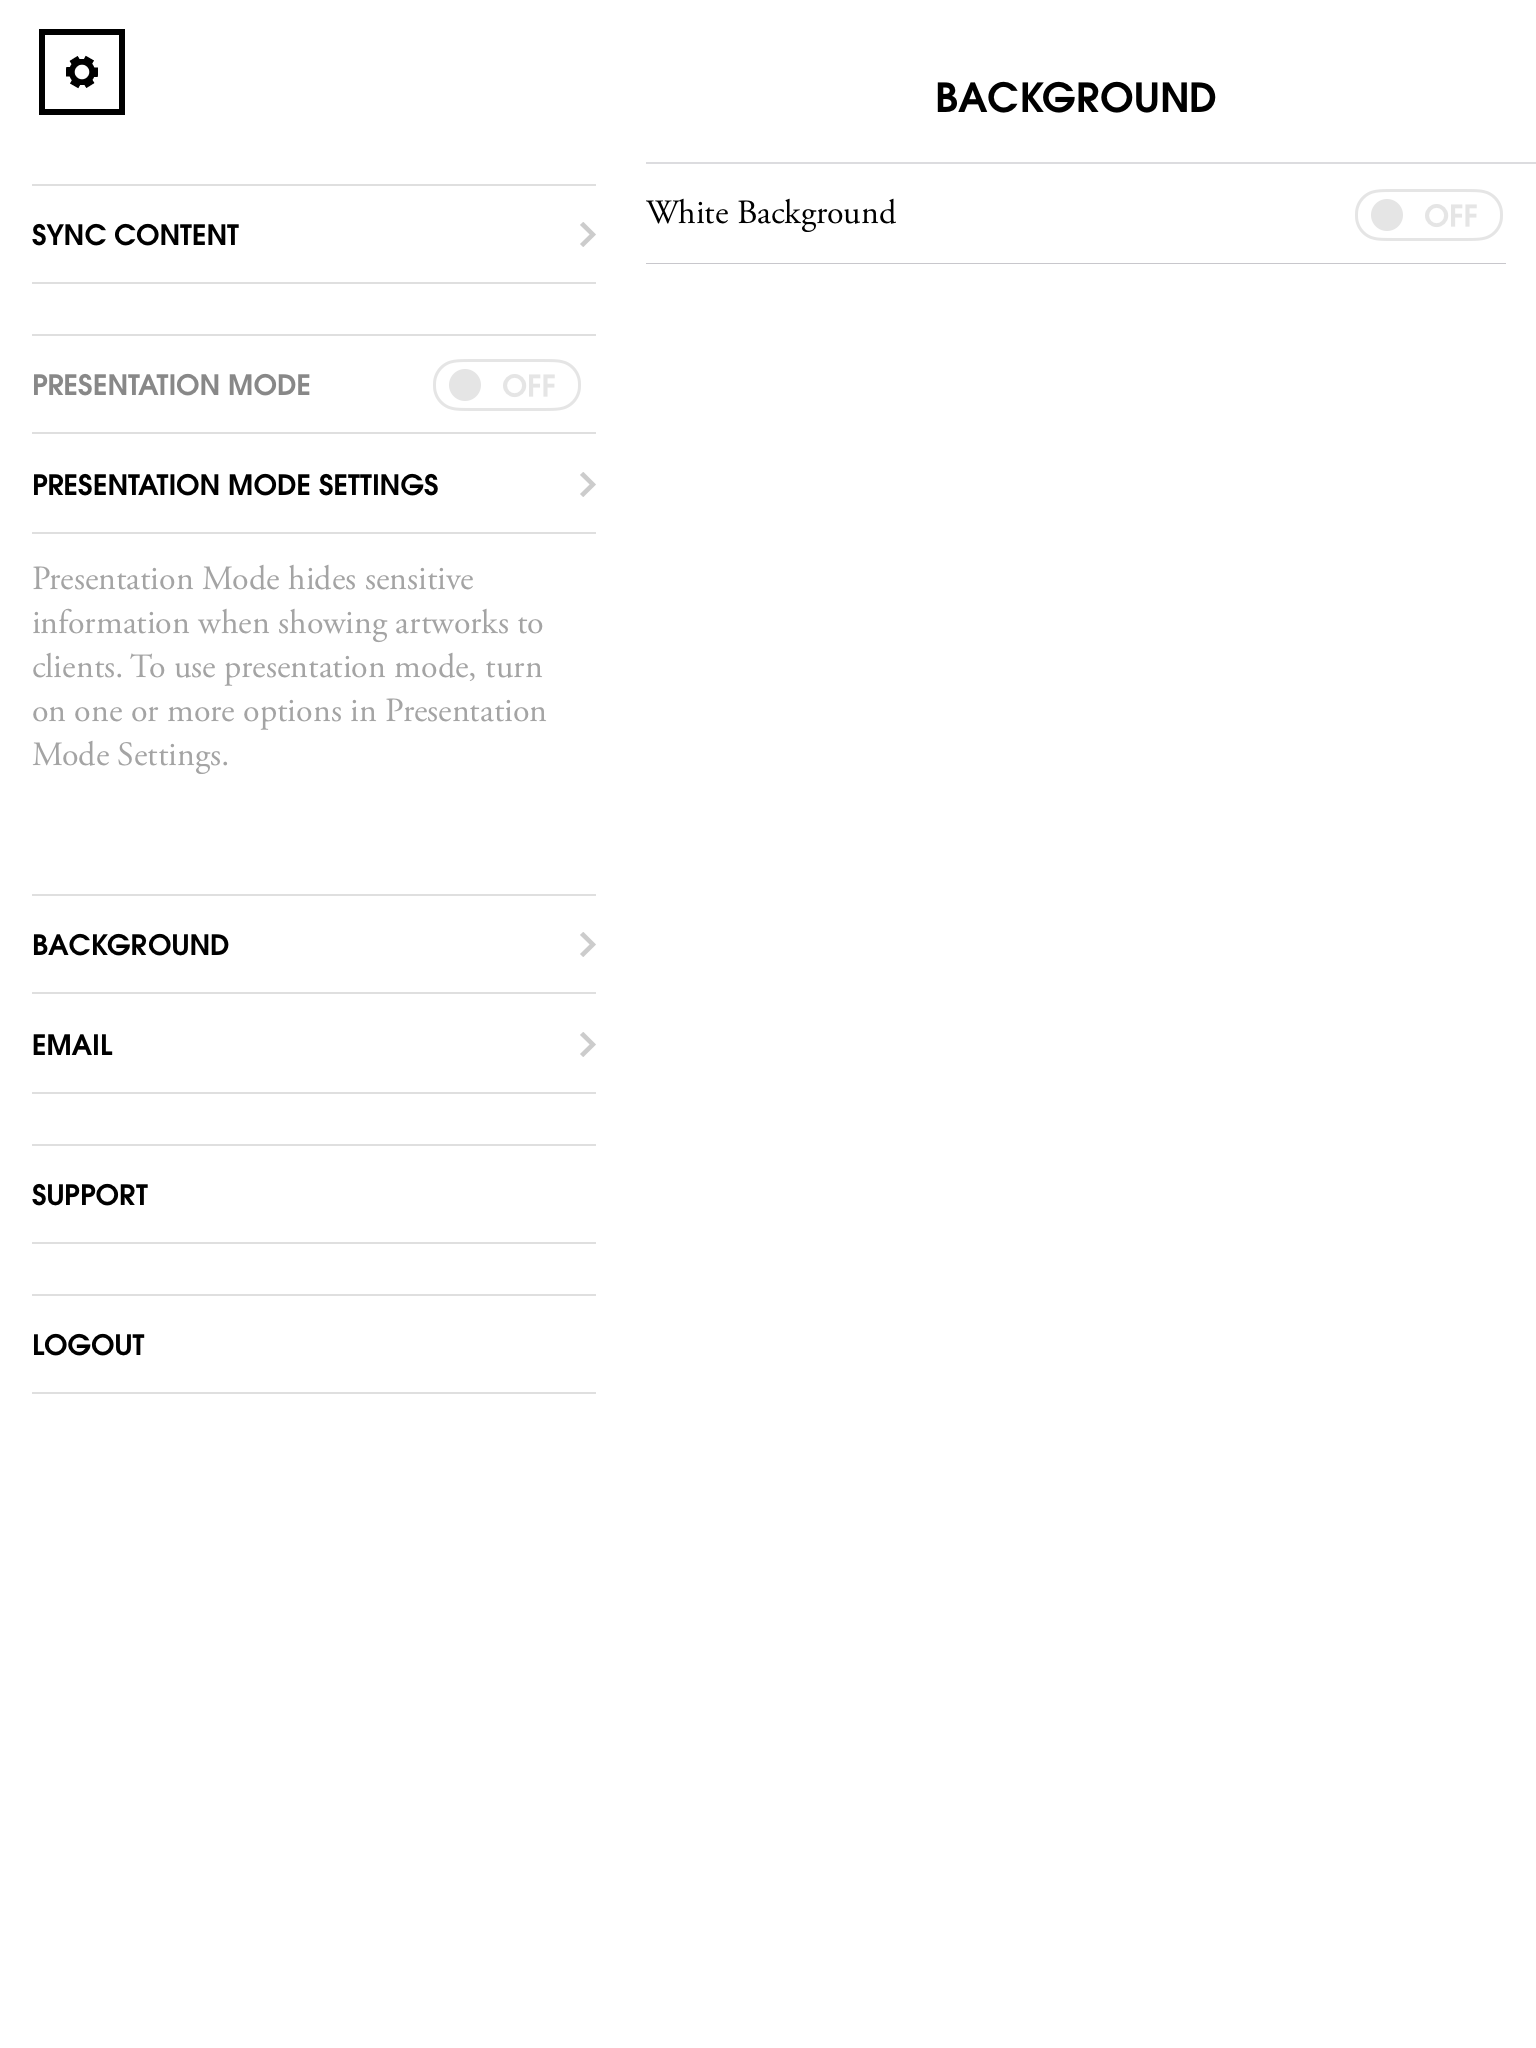 SYNC CONTENT
PRESENTATION MODE OFF
PRESENTATION MODE SETTINGS
Presentation Mode hides sensitive
information when showing artworks to
clients. To use presentation mode, turn
on one or more options in Presentation
Mode Settings.
BACKGROUND
EMAIL
SUPPORT
LOGOUT
BACKGROUND
White Background OFF